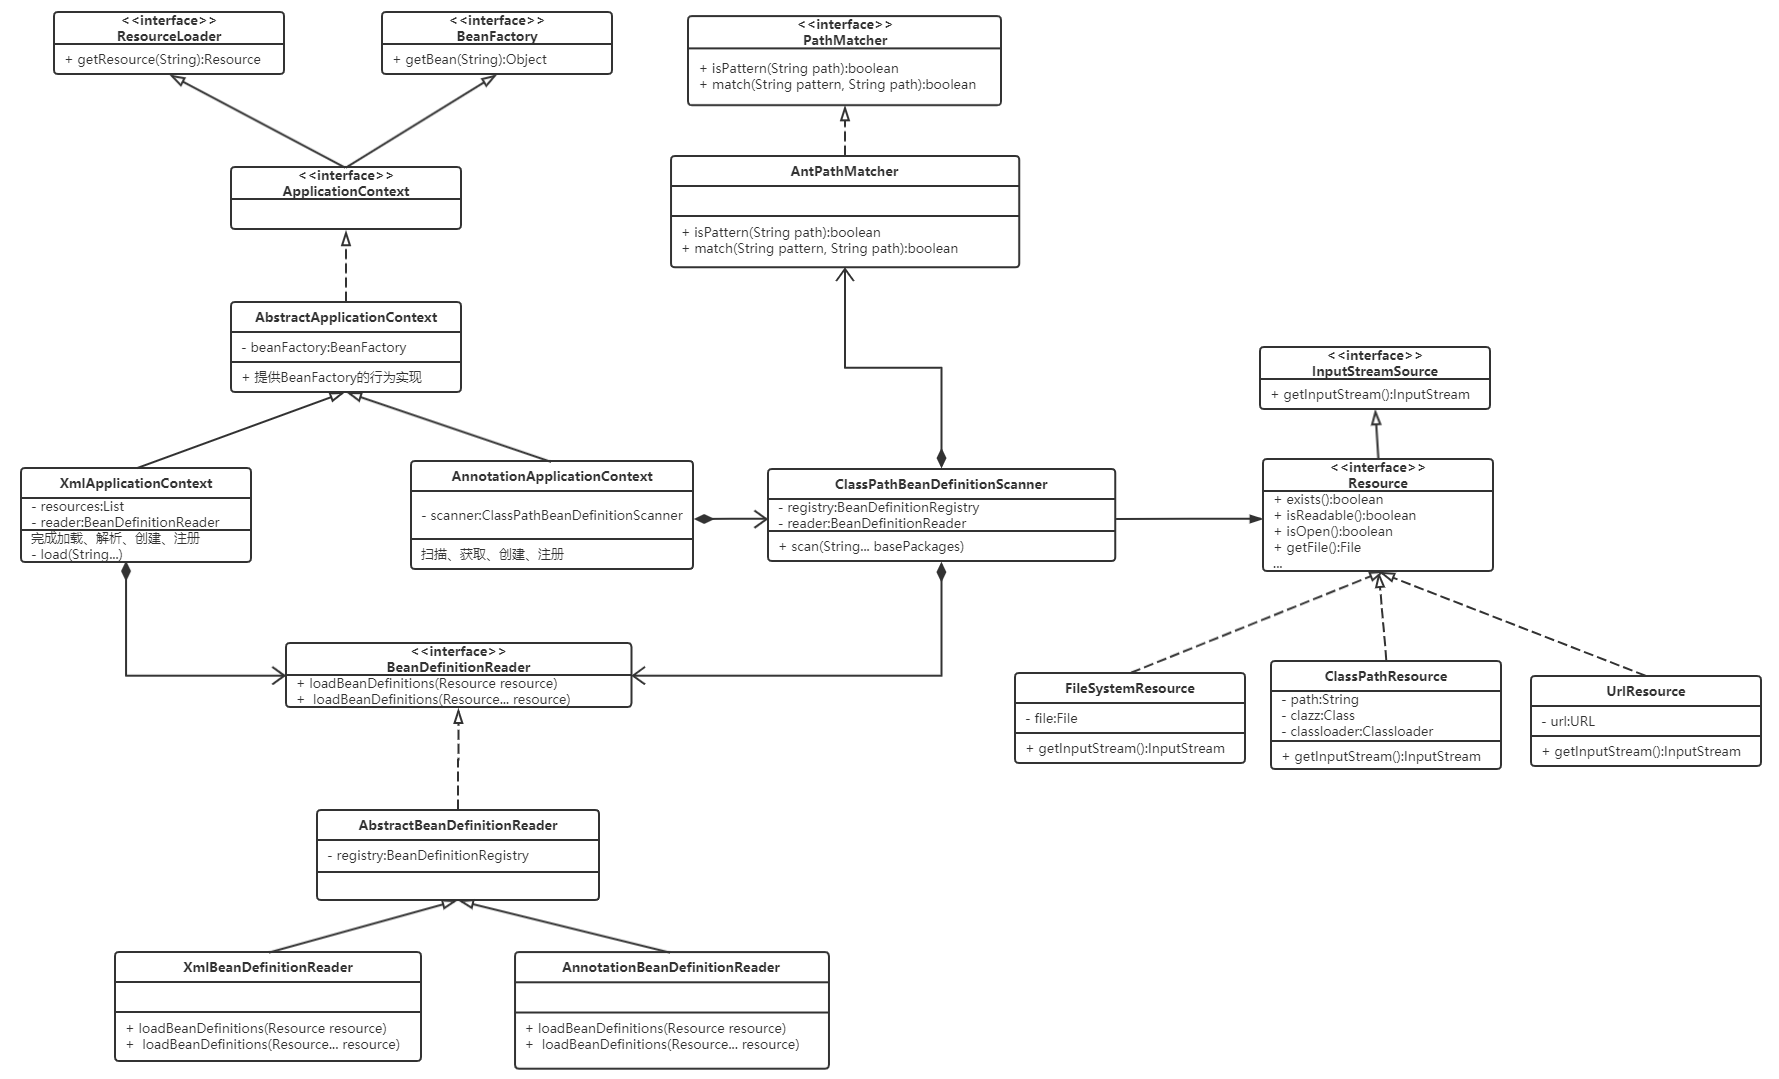 <<interface>>
ResourceLoader
+ getResource(String):Resource
<<interface>>
BeanFactory
+ getBean(String):Object
<<interface>>
PathMatcher
+ isPattern(String path):boolean
+ match(String pattern, String path):boolean
<<interface>>
ApplicationContext
AntPathMatcher
+ isPattern(String path):boolean
+ match(String pattern, String path):boolean
AbstractApplicationContext
- beanFactory:BeanFactory
+ 提供BeanFactory的行为实现
<<interface>>
InputStreamSource
+ getInputStream():InputStream
XmlApplicationContext
- resources:List
- reader:BeanDefinitionReader
完成加载、解析、创建、注册
- load(String...)
AnnotationApplicationContext
- scanner:ClassPathBeanDefinitionScanner
扫描、获取、创建、注册
ClassPathBeanDefinitionScanner
- registry:BeanDefinitionRegistry
- reader:BeanDefinitionReader
+ scan(String... basePackages)
<<interface>>
Resource
+ exists():boolean
+ isReadable():boolean
+ isOpen():boolean
+ getFile():File
...
<<interface>>
BeanDefinitionReader
+ loadBeanDefinitions(Resource resource)
+ loadBeanDefinitions(Resource... resource)
FileSystemResource
- file:File
+ getInputStream():InputStream
ClassPathResource
- path:String
- clazz:Class
- classloader:Classloader
+ getInputStream():InputStream
UrlResource
- url:URL
+ getInputStream():InputStream
AbstractBeanDefinitionReader
- registry:BeanDefinitionRegistry
XmlBeanDefinitionReader
+ loadBeanDefinitions(Resource resource)
+ loadBeanDefinitions(Resource... resource)
AnnotationBeanDefinitionReader
+ loadBeanDefinitions(Resource resource)
+ loadBeanDefinitions(Resource... resource)